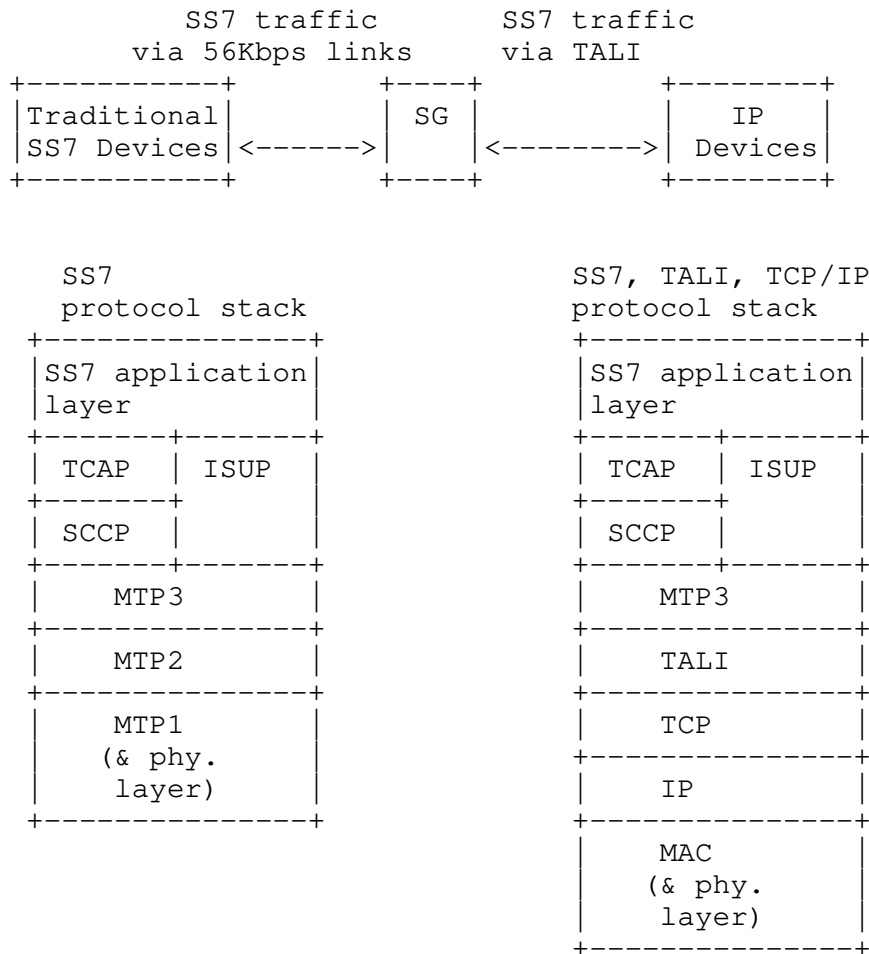 SS7 traffic SS7 traffic
via 56Kbps links via TALI
Traditional SG IP
SS7 Devices <------> <--------> Devices
SS7 SS7, TALI, TCP/IP
protocol stack protocol stack
SS7 application SS7 application
layer layer
TCAP ISUP TCAP ISUP
SCCP SCCP
MTP3 MTP3
MTP2 TALI
MTP1 TCP
(& phy.
layer) IP
MAC
(& phy.
layer)